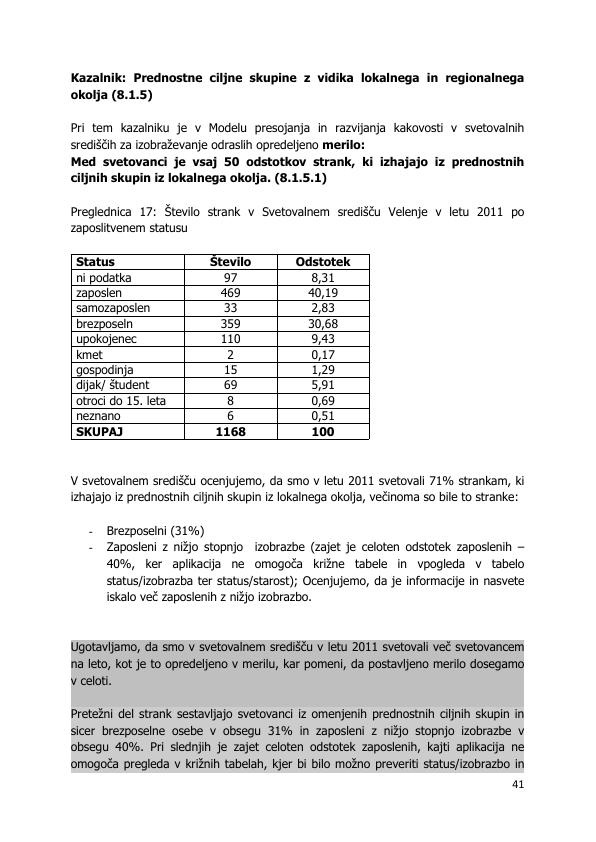 Kazalnik: Prednostne ciljne skupine z vidika lokalnega in regionalnega
okolja (8.1.5)
Pri tem kazalniku je v Modelu presojanja in razvijanja kakovosti v svetovalnih
središčih za izobraževanje odraslih opredeljeno merilo:
Med svetovanci je vsaj 50 odstotkov strank, ki izhajajo iz prednostnih
ciljnih skupin iz lokalnega okolja. (8.1.5.1)
Preglednica 17: Število strank v Svetovalnem središču Velenje v letu 2011 po
zaposlitvenem statusu
Status Število Odstotek
ni podatka 97 8,31
zaposlen 469 40,19
samozaposlen 33 2,83
brezposeln 359 30,68
upokojenec 110 9,43
kmet 2 0,17
gospodinja 15 1,29
dijak/ študent 69 5,91
otroci do 15. leta 8 0,69
neznano 6 0,51
SKUPAJ 1168 100
V svetovalnem središču ocenjujemo, da smo v letu 2011 svetovali 71% strankam, ki
izhajajo iz prednostnih ciljnih skupin iz lokalnega okolja, večinoma so bile to stranke:
- Brezposelni (31%)
- Zaposleni z nižjo stopnjo izobrazbe (zajet je celoten odstotek zaposlenih –
40%, ker aplikacija ne omogoča križne tabele in vpogleda v tabelo
status/izobrazba ter status/starost); Ocenjujemo, da je informacije in nasvete
iskalo več zaposlenih z nižjo izobrazbo.
Ugotavljamo, da smo v svetovalnem središču v letu 2011 svetovali več svetovancem
na leto, kot je to opredeljeno v merilu, kar pomeni, da postavljeno merilo dosegamo
v celoti.
Pretežni del strank sestavljajo svetovanci iz omenjenih prednostnih ciljnih skupin in
sicer brezposelne osebe v obsegu 31% in zaposleni z nižjo stopnjo izobrazbe v
obsegu 40%. Pri slednjih je zajet celoten odstotek zaposlenih, kajti aplikacija ne
omogoča pregleda v križnih tabelah, kjer bi bilo možno preveriti status/izobrazbo in
41